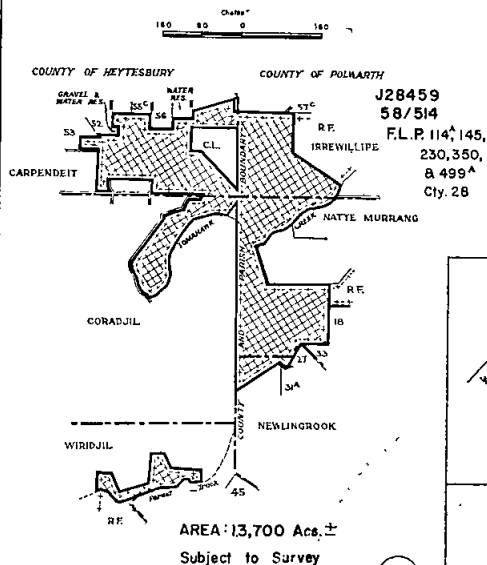 Chains
160 80 0 160
COUNTY OF HEYTESBURY
COUNTY OF POLWARTH
J28459
58/514
F.L.P. 114A, 145,
230, 350,
& 499A
Cty. 28
GRAVEL &
WATER RES.
55C
WATER
RES.
56
52
53
57C
R.F.
IRREWILLIPE
C.L.
CARPENDEIT
BOUNDARY
NATTE MURRANG
CREEK
TOMAHAWK
PARISH
R.F.
CORADJIL
18
AND
33
27
31A
COUNTY
NEWLINGROOK
WIRIDJIL
Forest
Track
45
R.F.
AREA: 13,700 Acs. ±
Subject to Survey